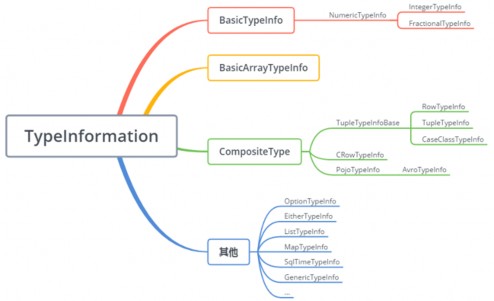 TypeInformation
BasicTypeInfo
NumericTypeInfo
IntegerTypeInfo
FractionalTypeInfo
BasicArrayTypeInfo
CompositeType
TupleTypeInfoBase
RowTypeInfo
TupleTypeInfo
CaseClassTypeInfo
CRowTypeInfo
PojoTypeInfo
AvroTypeInfo
其他
OptionTypeInfo
EitherTypeInfo
ListTypeInfo
MapTypeInfo
SqlTimeTypeInfo
GenericTypeInfo
...